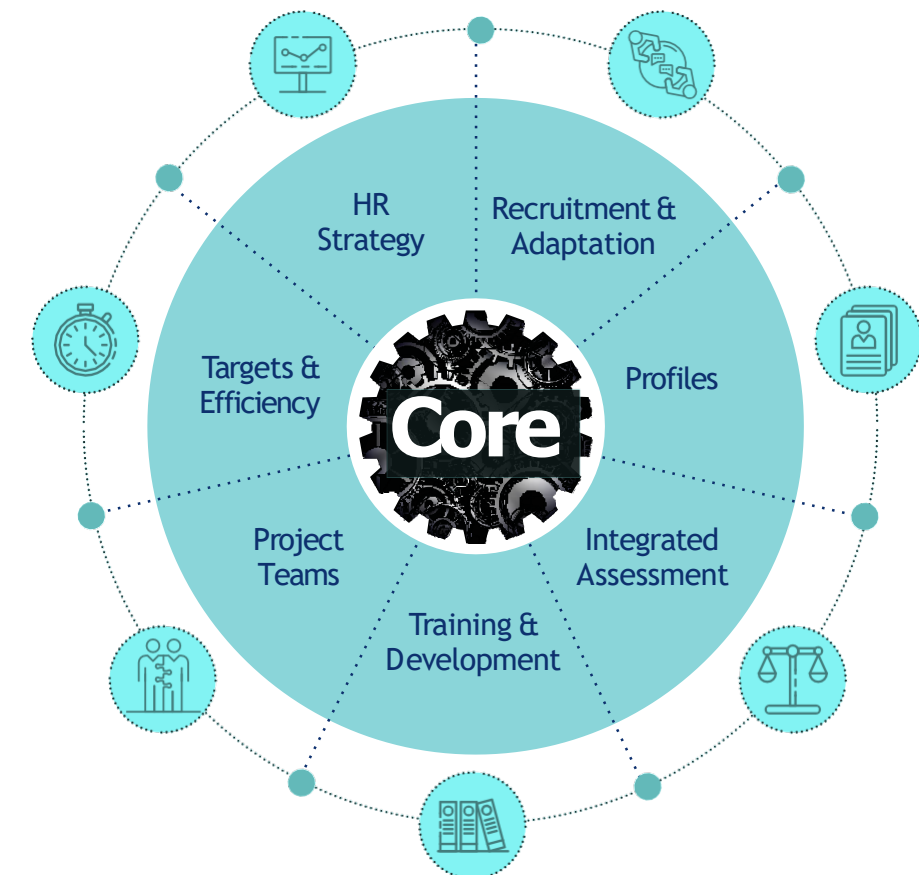 HR
Strategy
Recruitment &
Adaptation
Targets &
Efficiency
Core
Profiles
Project
Teams
Integrated
Assessment
Training &
Development